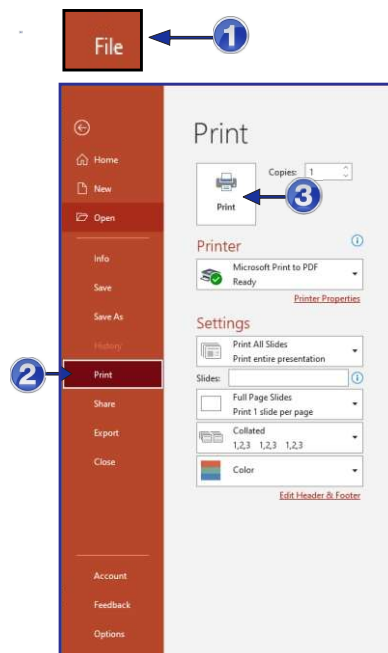 File
1
Home
New
Open
Info
Save
Save As
History
Print
Share
Export
Close
Account
Feedback
Options
2
Print
Print
Copies: 1
3
Printer
Microsoft Print to PDF
Ready
Printer Properties
Settings
Print All Slides
Print entire presentation
Slides:
Full Page Slides
Print 1 slide per page
Collated
1,2,3 1,2,3 1,2,3
Color
Edit Header & Footer